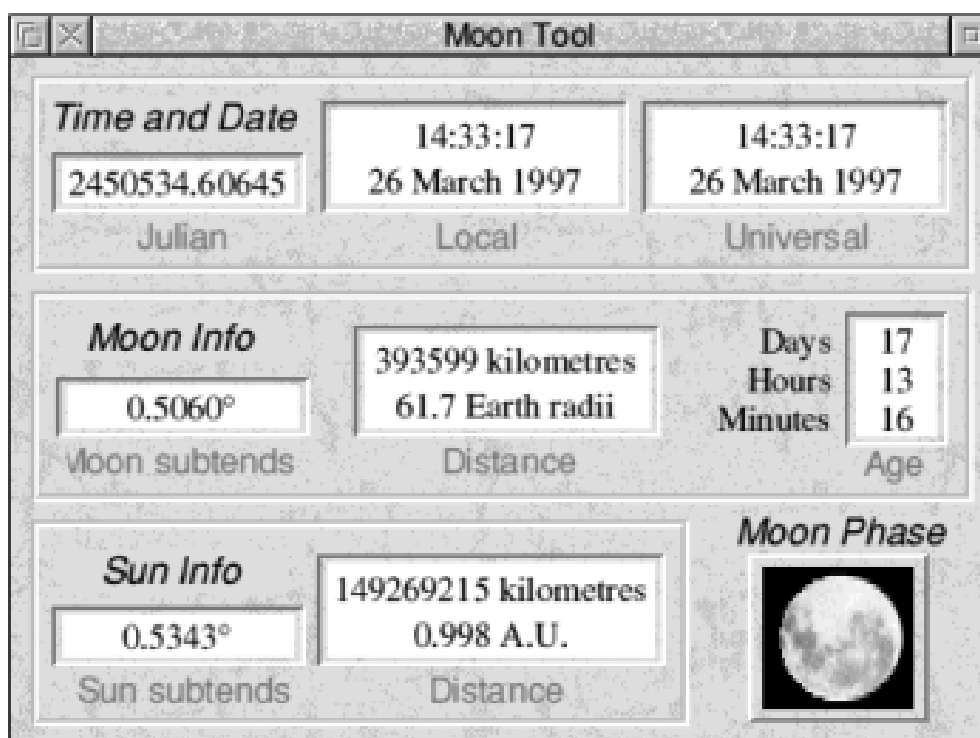 Moon Tool
Time and Date
2450534.60645
Julian
14:33:17
26 March 1997
Local
14:33:17
26 March 1997
Universal
Moon Info
0.5060°
Moon subtends
393599 kilometres
61.7 Earth radii
Distance
Days 17
Hours 13
Minutes 16
Age
Sun Info
0.5343°
Sun subtends
149269215 kilometres
0.998 A.U.
Distance
Moon Phase